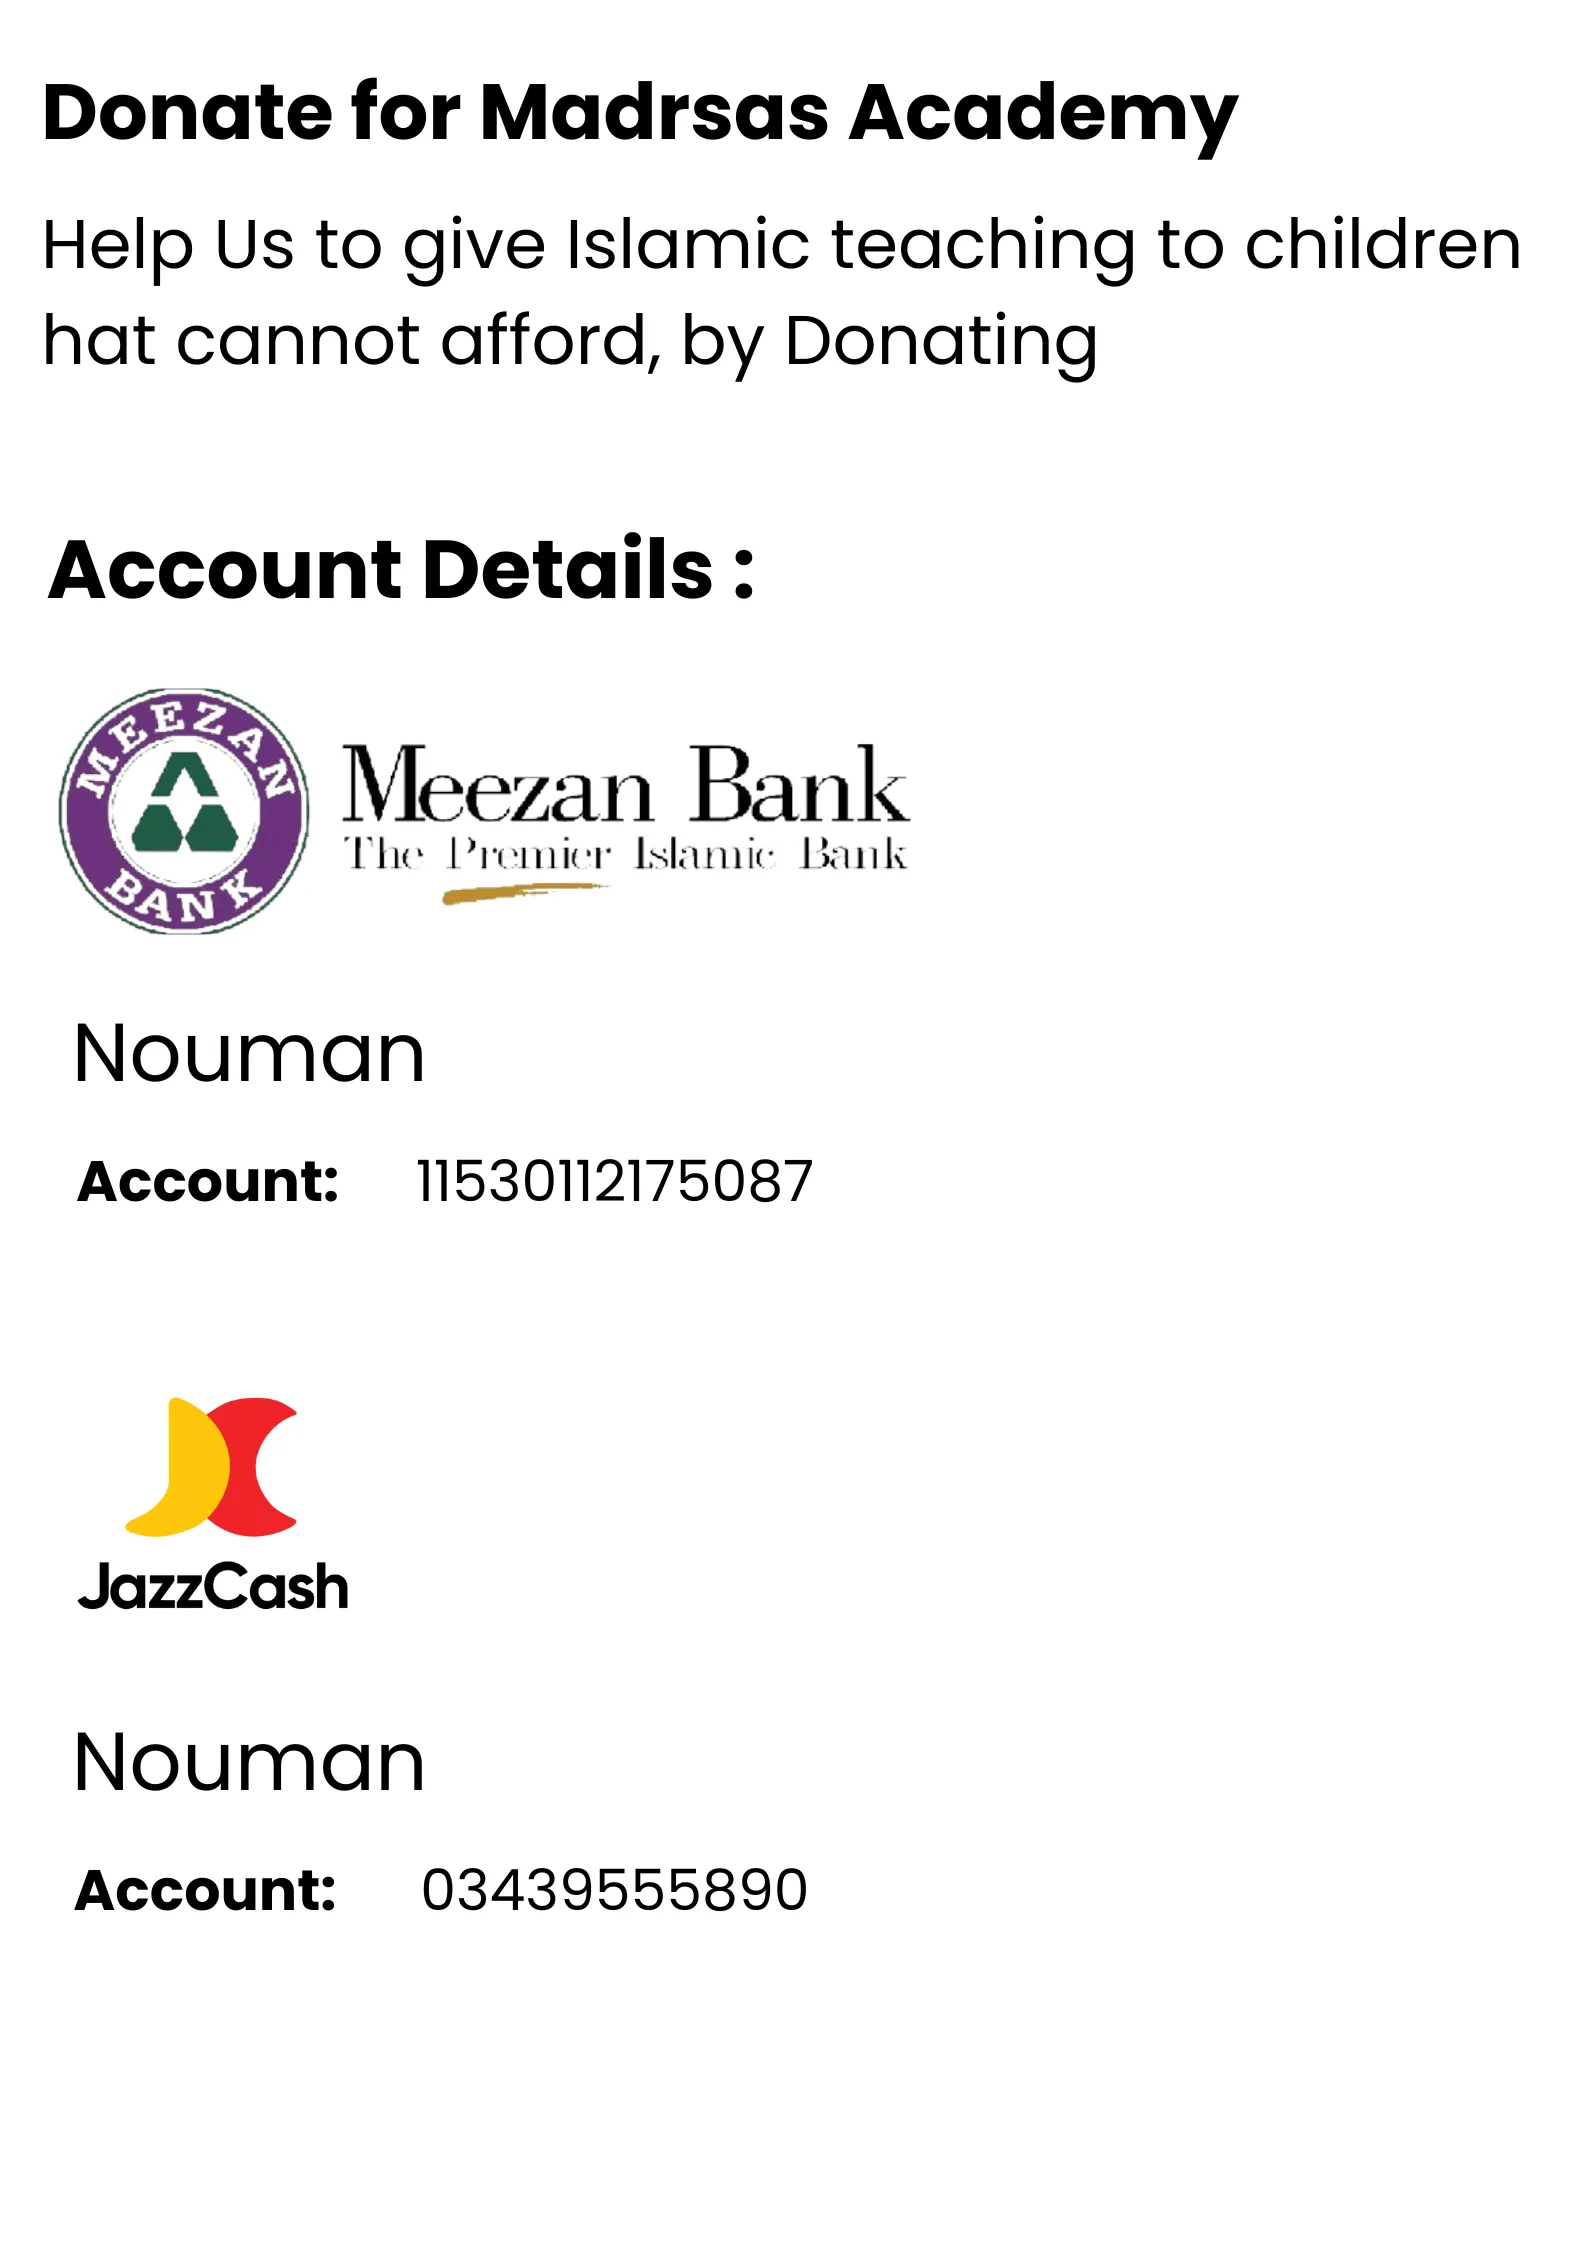 Donate for Madrsas Academy
Help Us to give Islamic teaching to children
hat cannot afford, by Donating
Account Details :
MEEZAN BANK
Meezan Bank
The Premier Islamic Bank
Nouman
Account: 11530112175087
JazzCash
Nouman
Account: 03439555890